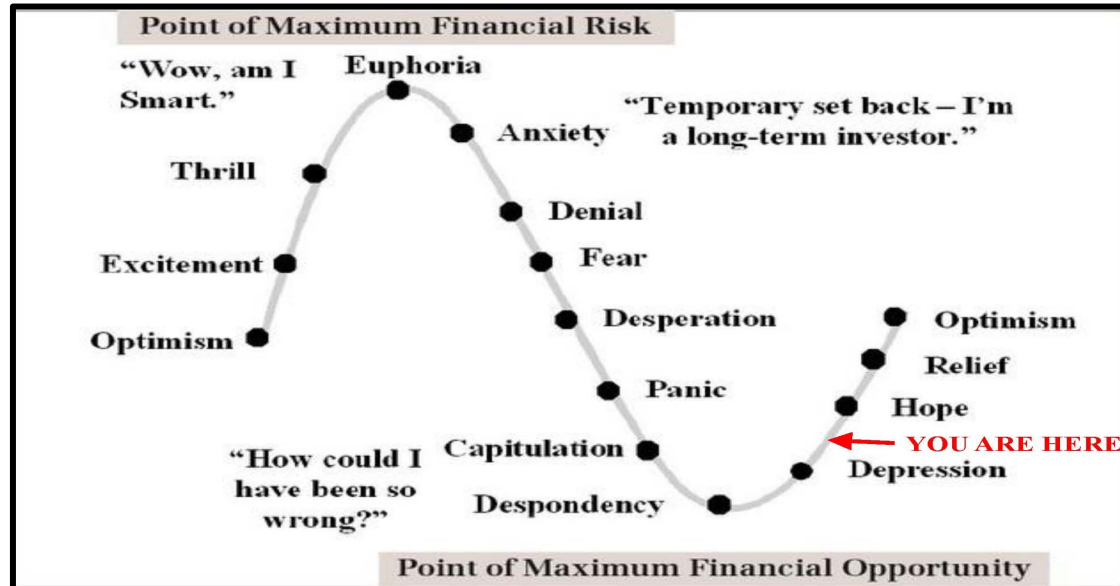 Point of Maximum Financial Risk
“Wow, am I
Smart.”
Euphoria
“Temporary set back – I’m
a long-term investor.”
Anxiety
Thrill
Denial
Excitement
Fear
Optimism
Desperation
Panic
Capitulation
“How could I
have been so
wrong?”
Despondency
Optimism
Relief
Hope
YOU ARE HERE
Depression
Point of Maximum Financial Opportunity